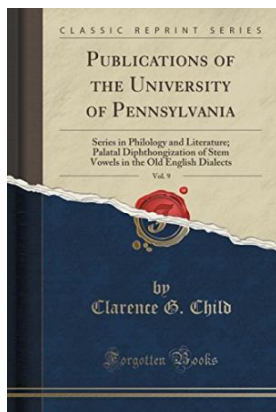 CLASSIC REPRINT SERIES
PUBLICATIONS OF
THE UNIVERSITY
OF PENNSYLVANIA
Series in Philology and Literature; Palatal
Diphthongization of Stem
Vowels in the Old English Dialects
Vol. 9
by
Clarence G. Child
Forgotten Books